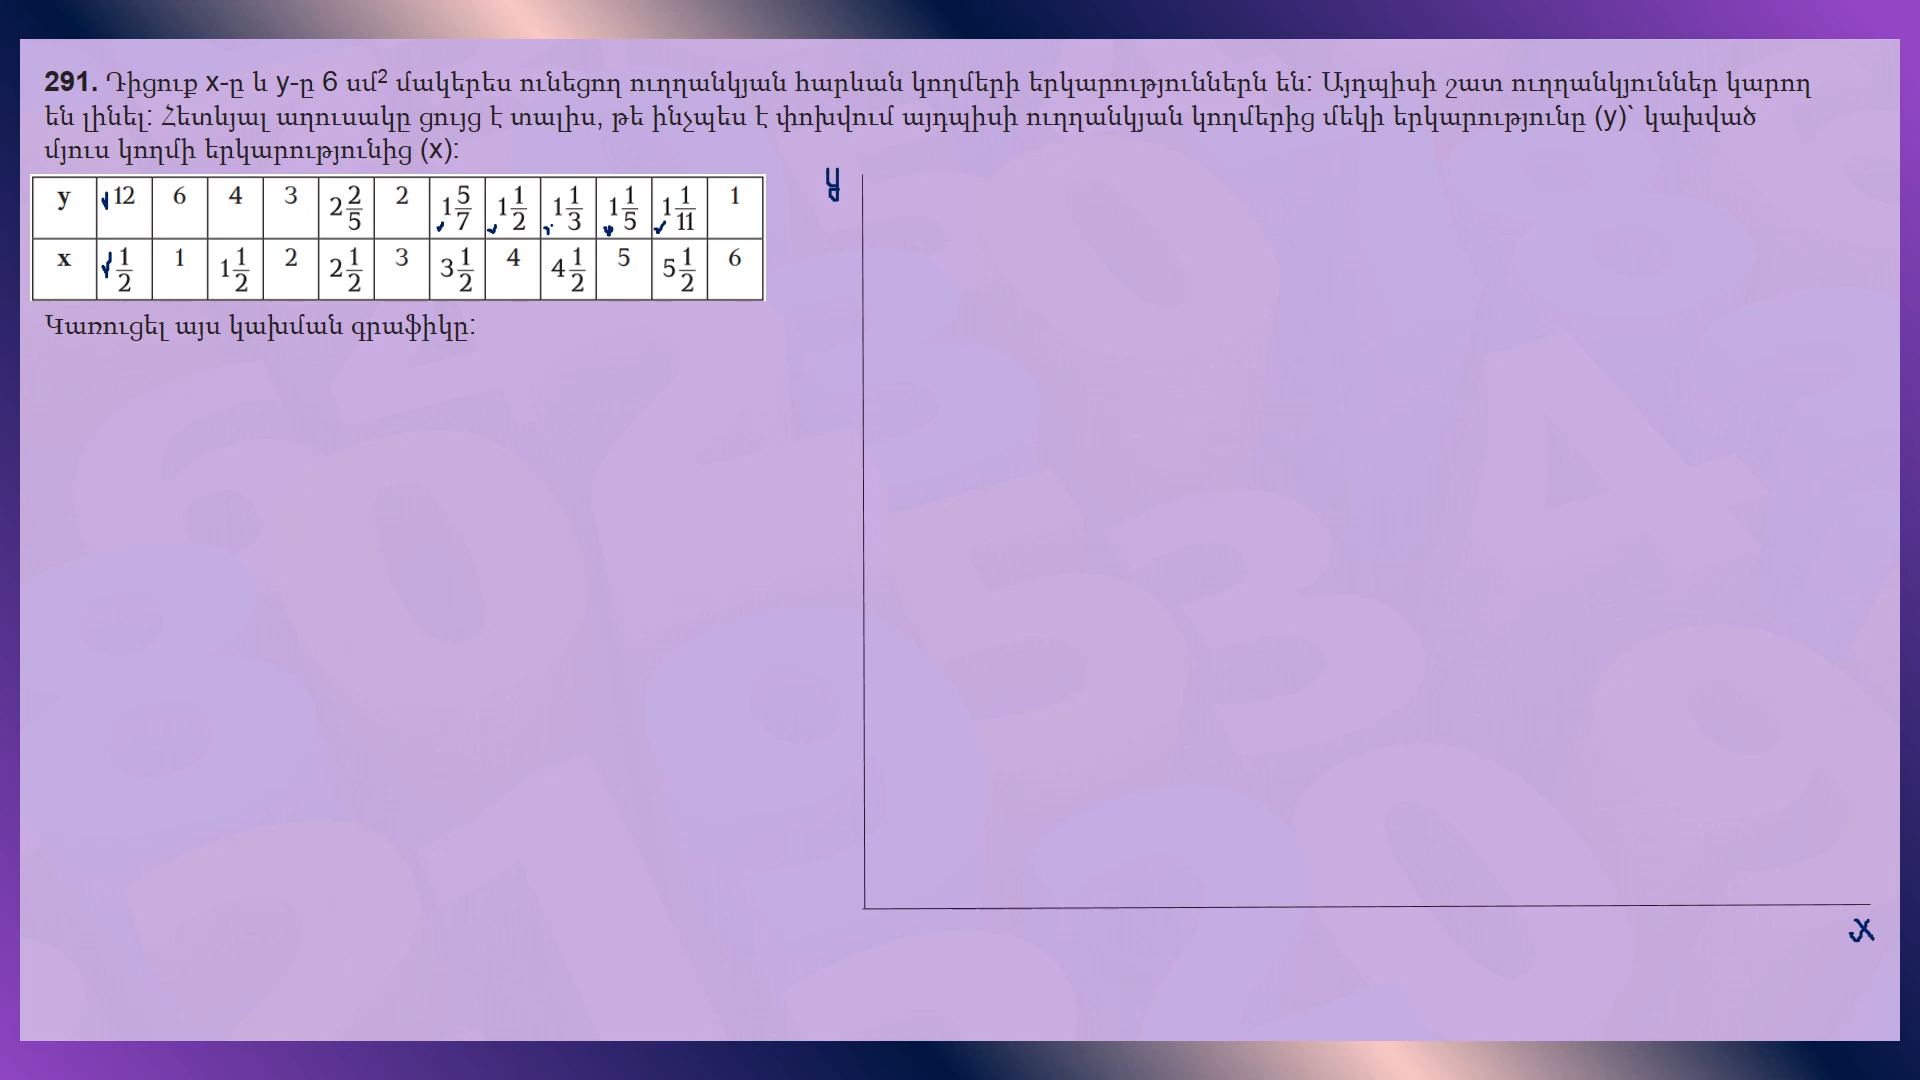 291. Դիցուք x-ը և y-ը 6 սմ² մակերես ունեցող ուղղանկյան հարևան կողմերի երկարություններն են: Այդպիսի շատ ուղղանկյուններ կարող
են լինել: Հետևյալ աղուսակը ցույց է տալիս, թե ինչպես է փոխվում այդպիսի ուղղանկյան կողմերից մեկի երկարությունը (y)` կախված
մյուս կողմի երկարությունից (x):
y 12 6 4 3 2 2/5 2 1 5/7 1 1/2 1 1/3 1 1/5 1 1/11 1
x 1/2 1 1 1/2 2 2 1/2 3 3 1/2 4 4 1/2 5 5 1/2 6
Կառուցել այս կախման գրաֆիկը:
y
x